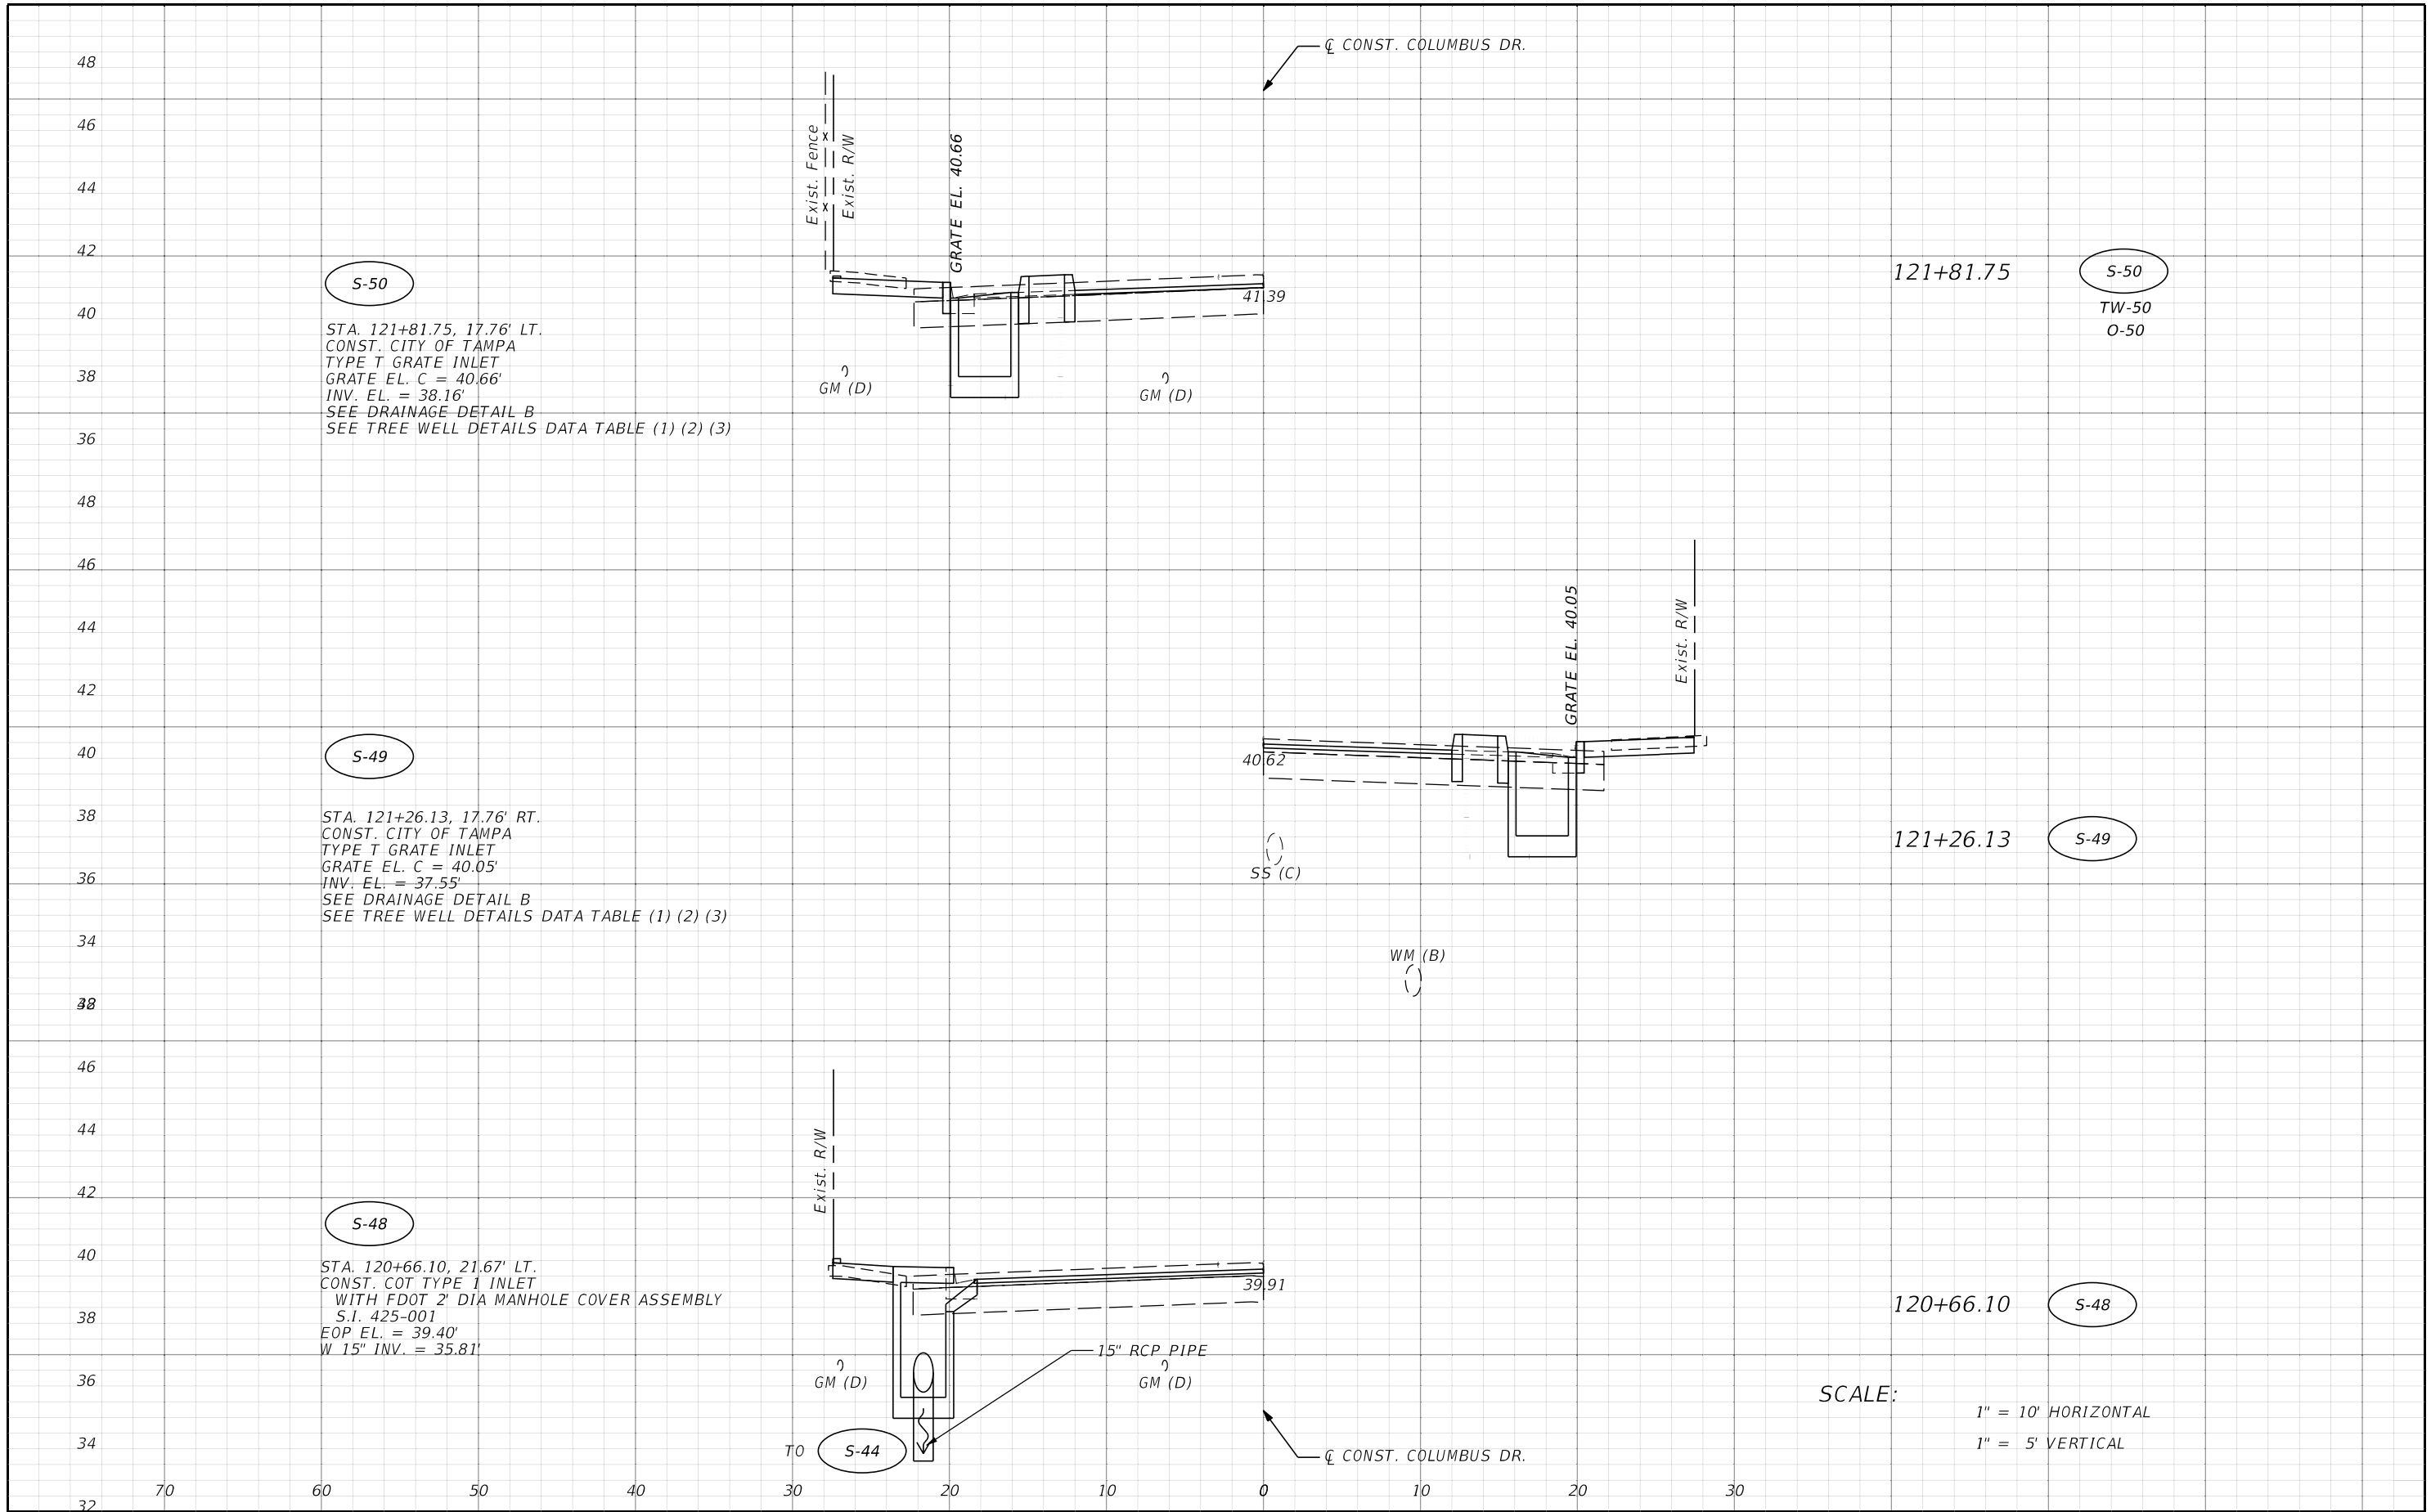 48
℄ CONST. COLUMBUS DR.
46
Exist. Fence
Exist. R/W
GRATE EL. 40.66
44
42
S-50
121+81.75
S-50
41.39
TW-50
O-50
40
STA. 121+81.75, 17.76' LT.
CONST. CITY OF TAMPA
TYPE T GRATE INLET
GRATE EL. C = 40.66'
INV. EL. = 38.16'
SEE DRAINAGE DETAIL B
SEE TREE WELL DETAILS DATA TABLE (1) (2) (3)
38
GM (D)
GM (D)
36
48
46
44
GRATE EL. 40.05
Exist. R/W
42
40
S-49
40.62
38
STA. 121+26.13, 17.76' RT.
CONST. CITY OF TAMPA
TYPE T GRATE INLET
GRATE EL. C = 40.05'
INV. EL. = 37.55'
SEE DRAINAGE DETAIL B
SEE TREE WELL DETAILS DATA TABLE (1) (2) (3)
121+26.13
S-49
36
SS (C)
34
WM (B)
46
44
Exist. R/W
42
S-48
40
STA. 120+66.10, 21.67' LT.
CONST. COT TYPE 1 INLET
WITH FDOT 2' DIA MANHOLE COVER ASSEMBLY
S.I. 425-001
EOP EL. = 39.40'
W 15" INV. = 35.81'
39.91
120+66.10
S-48
38
15" RCP PIPE
36
GM (D)
GM (D)
SCALE:
1" = 10' HORIZONTAL
1" = 5' VERTICAL
34
TO
S-44
℄ CONST. COLUMBUS DR.
32
70 60 50 40 30 20 10 0 10 20 30